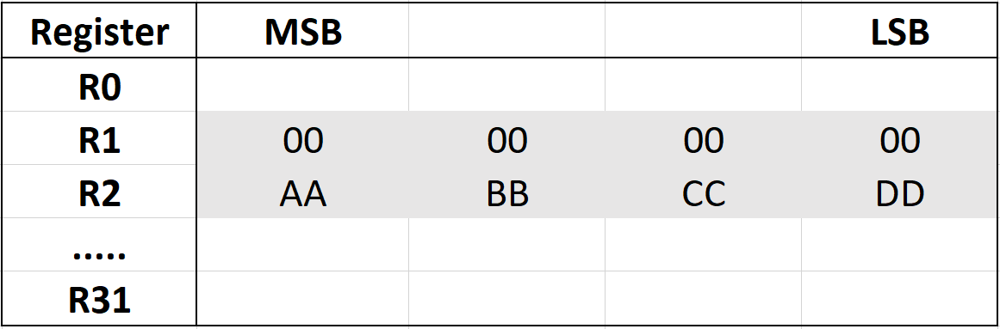 Register MSB LSB
R0
R1 00 00 00 00
R2 AA BB CC DD
.....
R31